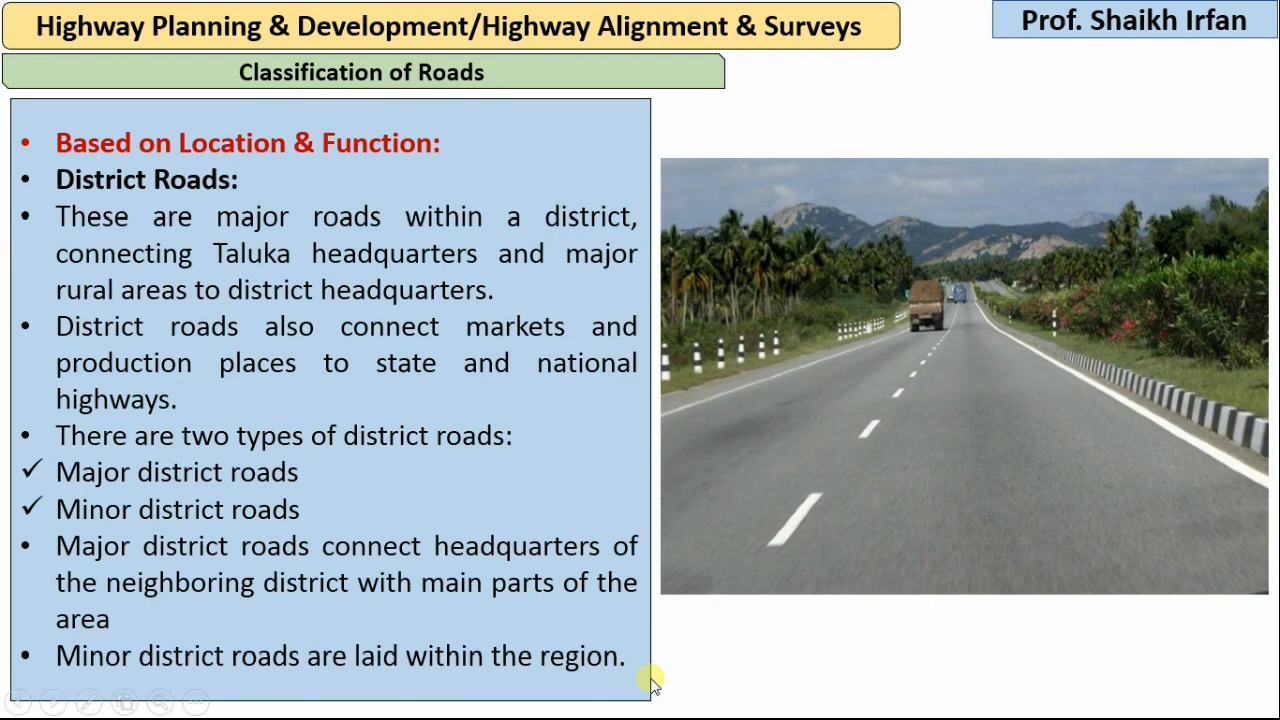 Highway Planning & Development/Highway Alignment & Surveys
Prof. Shaikh Irfan
Classification of Roads
• Based on Location & Function:
• District Roads:
• These are major roads within a district,
connecting Taluka headquarters and major
rural areas to district headquarters.
• District roads also connect markets and
production places to state and national
highways.
• There are two types of district roads:
✓ Major district roads
✓ Minor district roads
• Major district roads connect headquarters of
the neighboring district with main parts of the
area
• Minor district roads are laid within the region.